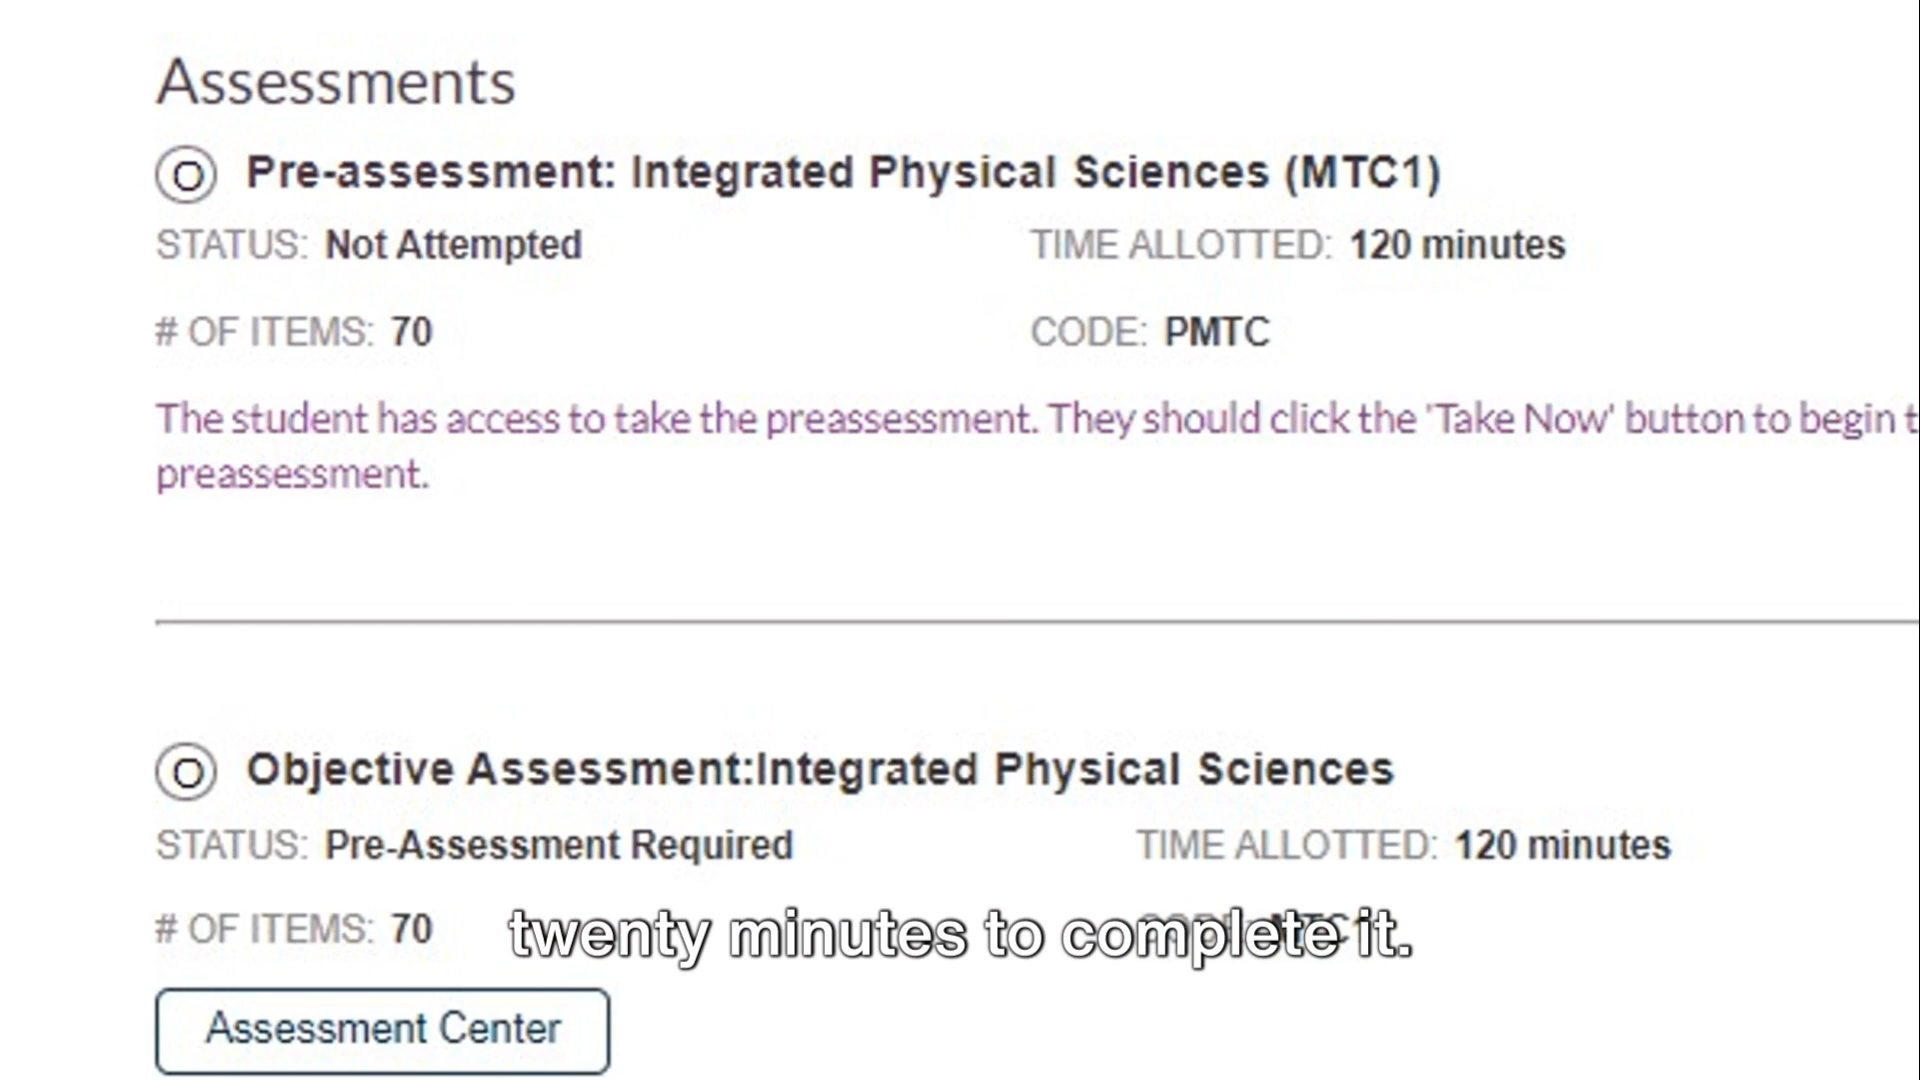 Assessments
Pre-assessment: Integrated Physical Sciences (MTC1)
STATUS: Not Attempted TIME ALLOTTED: 120 minutes
# OF ITEMS: 70 CODE: PMTC
The student has access to take the preassessment. They should click the 'Take Now' button to begin t
preassessment.
Objective Assessment:Integrated Physical Sciences
STATUS: Pre-Assessment Required TIME ALLOTTED: 120 minutes
# OF ITEMS: 70
twenty minutes to complete it.
Assessment Center